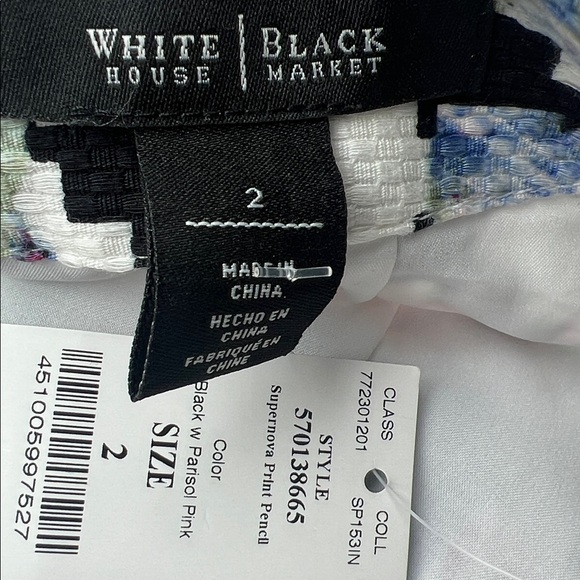 WHITE HOUSE | BLACK MARKET
2
MADE IN
CHINA
HECHO EN
CHINA
FABRIQUÉ EN
CHINE
CLASS
772301201
COLL
SP153IN
STYLE
570138665
Supernova Print Pencil
Color
Black w Parisol Pink
SIZE
2
451005997527